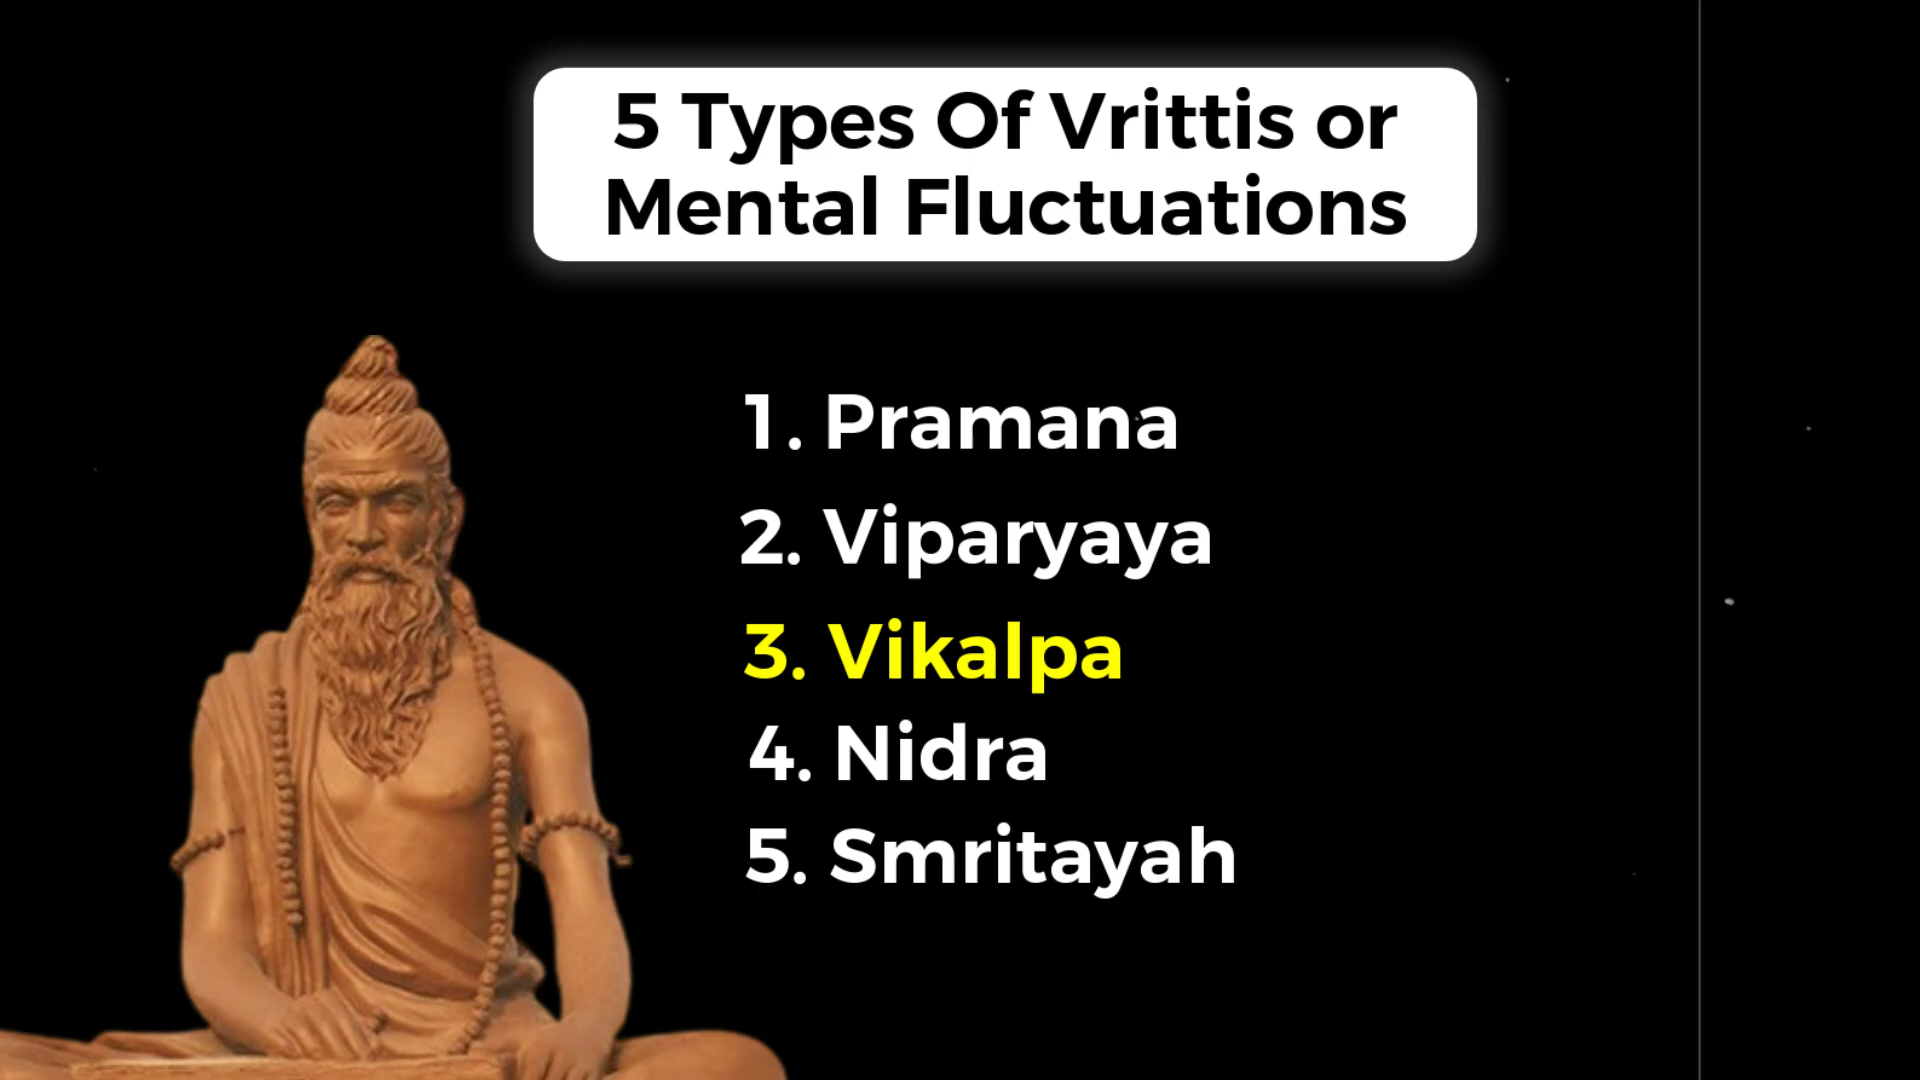 5 Types Of Vrittis or
Mental Fluctuations
1. Pramana
2. Viparyaya
3. Vikalpa
4. Nidra
5. Smritayah